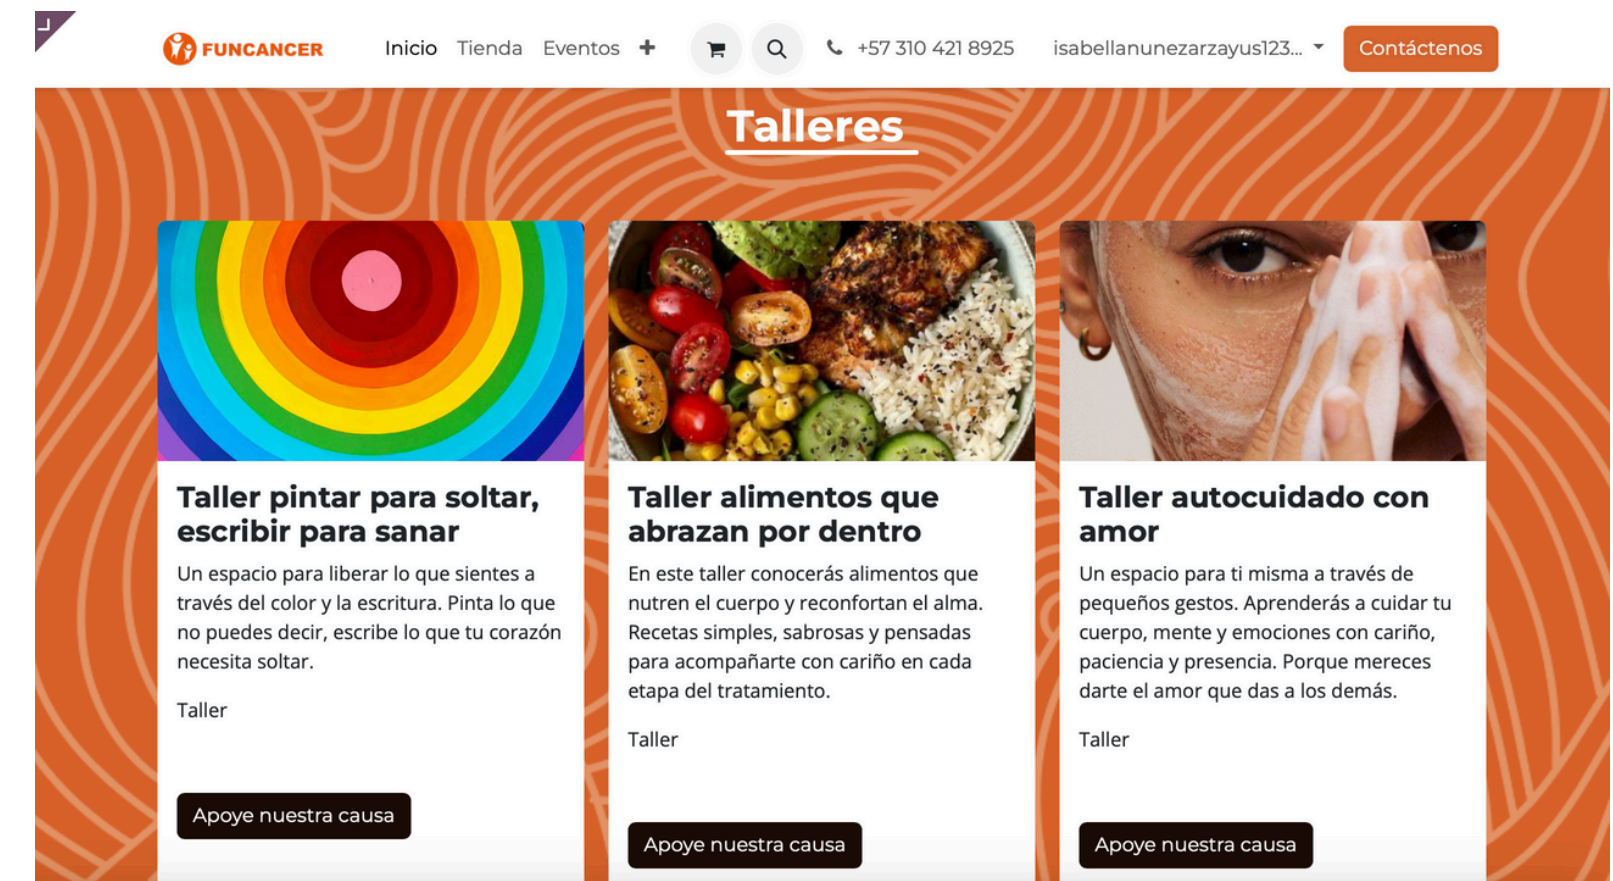 FUNCANCER Inicio Tienda Eventos + +57 310 421 8925 isabellanunezarzayus123... Contáctenos
Talleres
Taller pintar para soltar,
escribir para sanar
Un espacio para liberar lo que sientes a
través del color y la escritura. Pinta lo que
no puedes decir, escribe lo que tu corazón
necesita soltar.
Taller
Apoye nuestra causa
Taller alimentos que
abrazan por dentro
En este taller conocerás alimentos que
nutren el cuerpo y reconfortan el alma.
Recetas simples, sabrosas y pensadas
para acompañarte con cariño en cada
etapa del tratamiento.
Taller
Apoye nuestra causa
Taller autocuidado con
amor
Un espacio para ti misma a través de
pequeños gestos. Aprenderás a cuidar tu
cuerpo, mente y emociones con cariño,
paciencia y presencia. Porque mereces
darte el amor que das a los demás.
Taller
Apoye nuestra causa